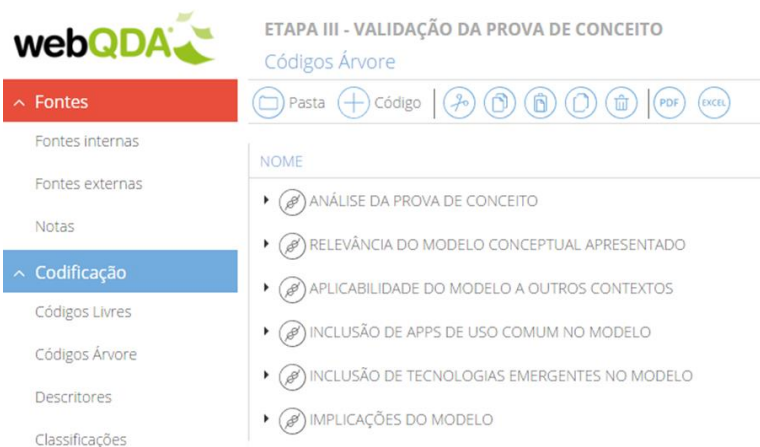 webQDA
ETAPA III - VALIDAÇÃO DA PROVA DE CONCEITO
Códigos Árvore
Fontes
Fontes internas
Fontes externas
Notas
Codificação
Códigos Livres
Códigos Árvore
Descritores
Classificações
Pasta Código PDF EXCEL
NOME
ANÁLISE DA PROVA DE CONCEITO
RELEVÂNCIA DO MODELO CONCEPTUAL APRESENTADO
APLICABILIDADE DO MODELO A OUTROS CONTEXTOS
INCLUSÃO DE APPS DE USO COMUM NO MODELO
INCLUSÃO DE TECNOLOGIAS EMERGENTES NO MODELO
IMPLICAÇÕES DO MODELO